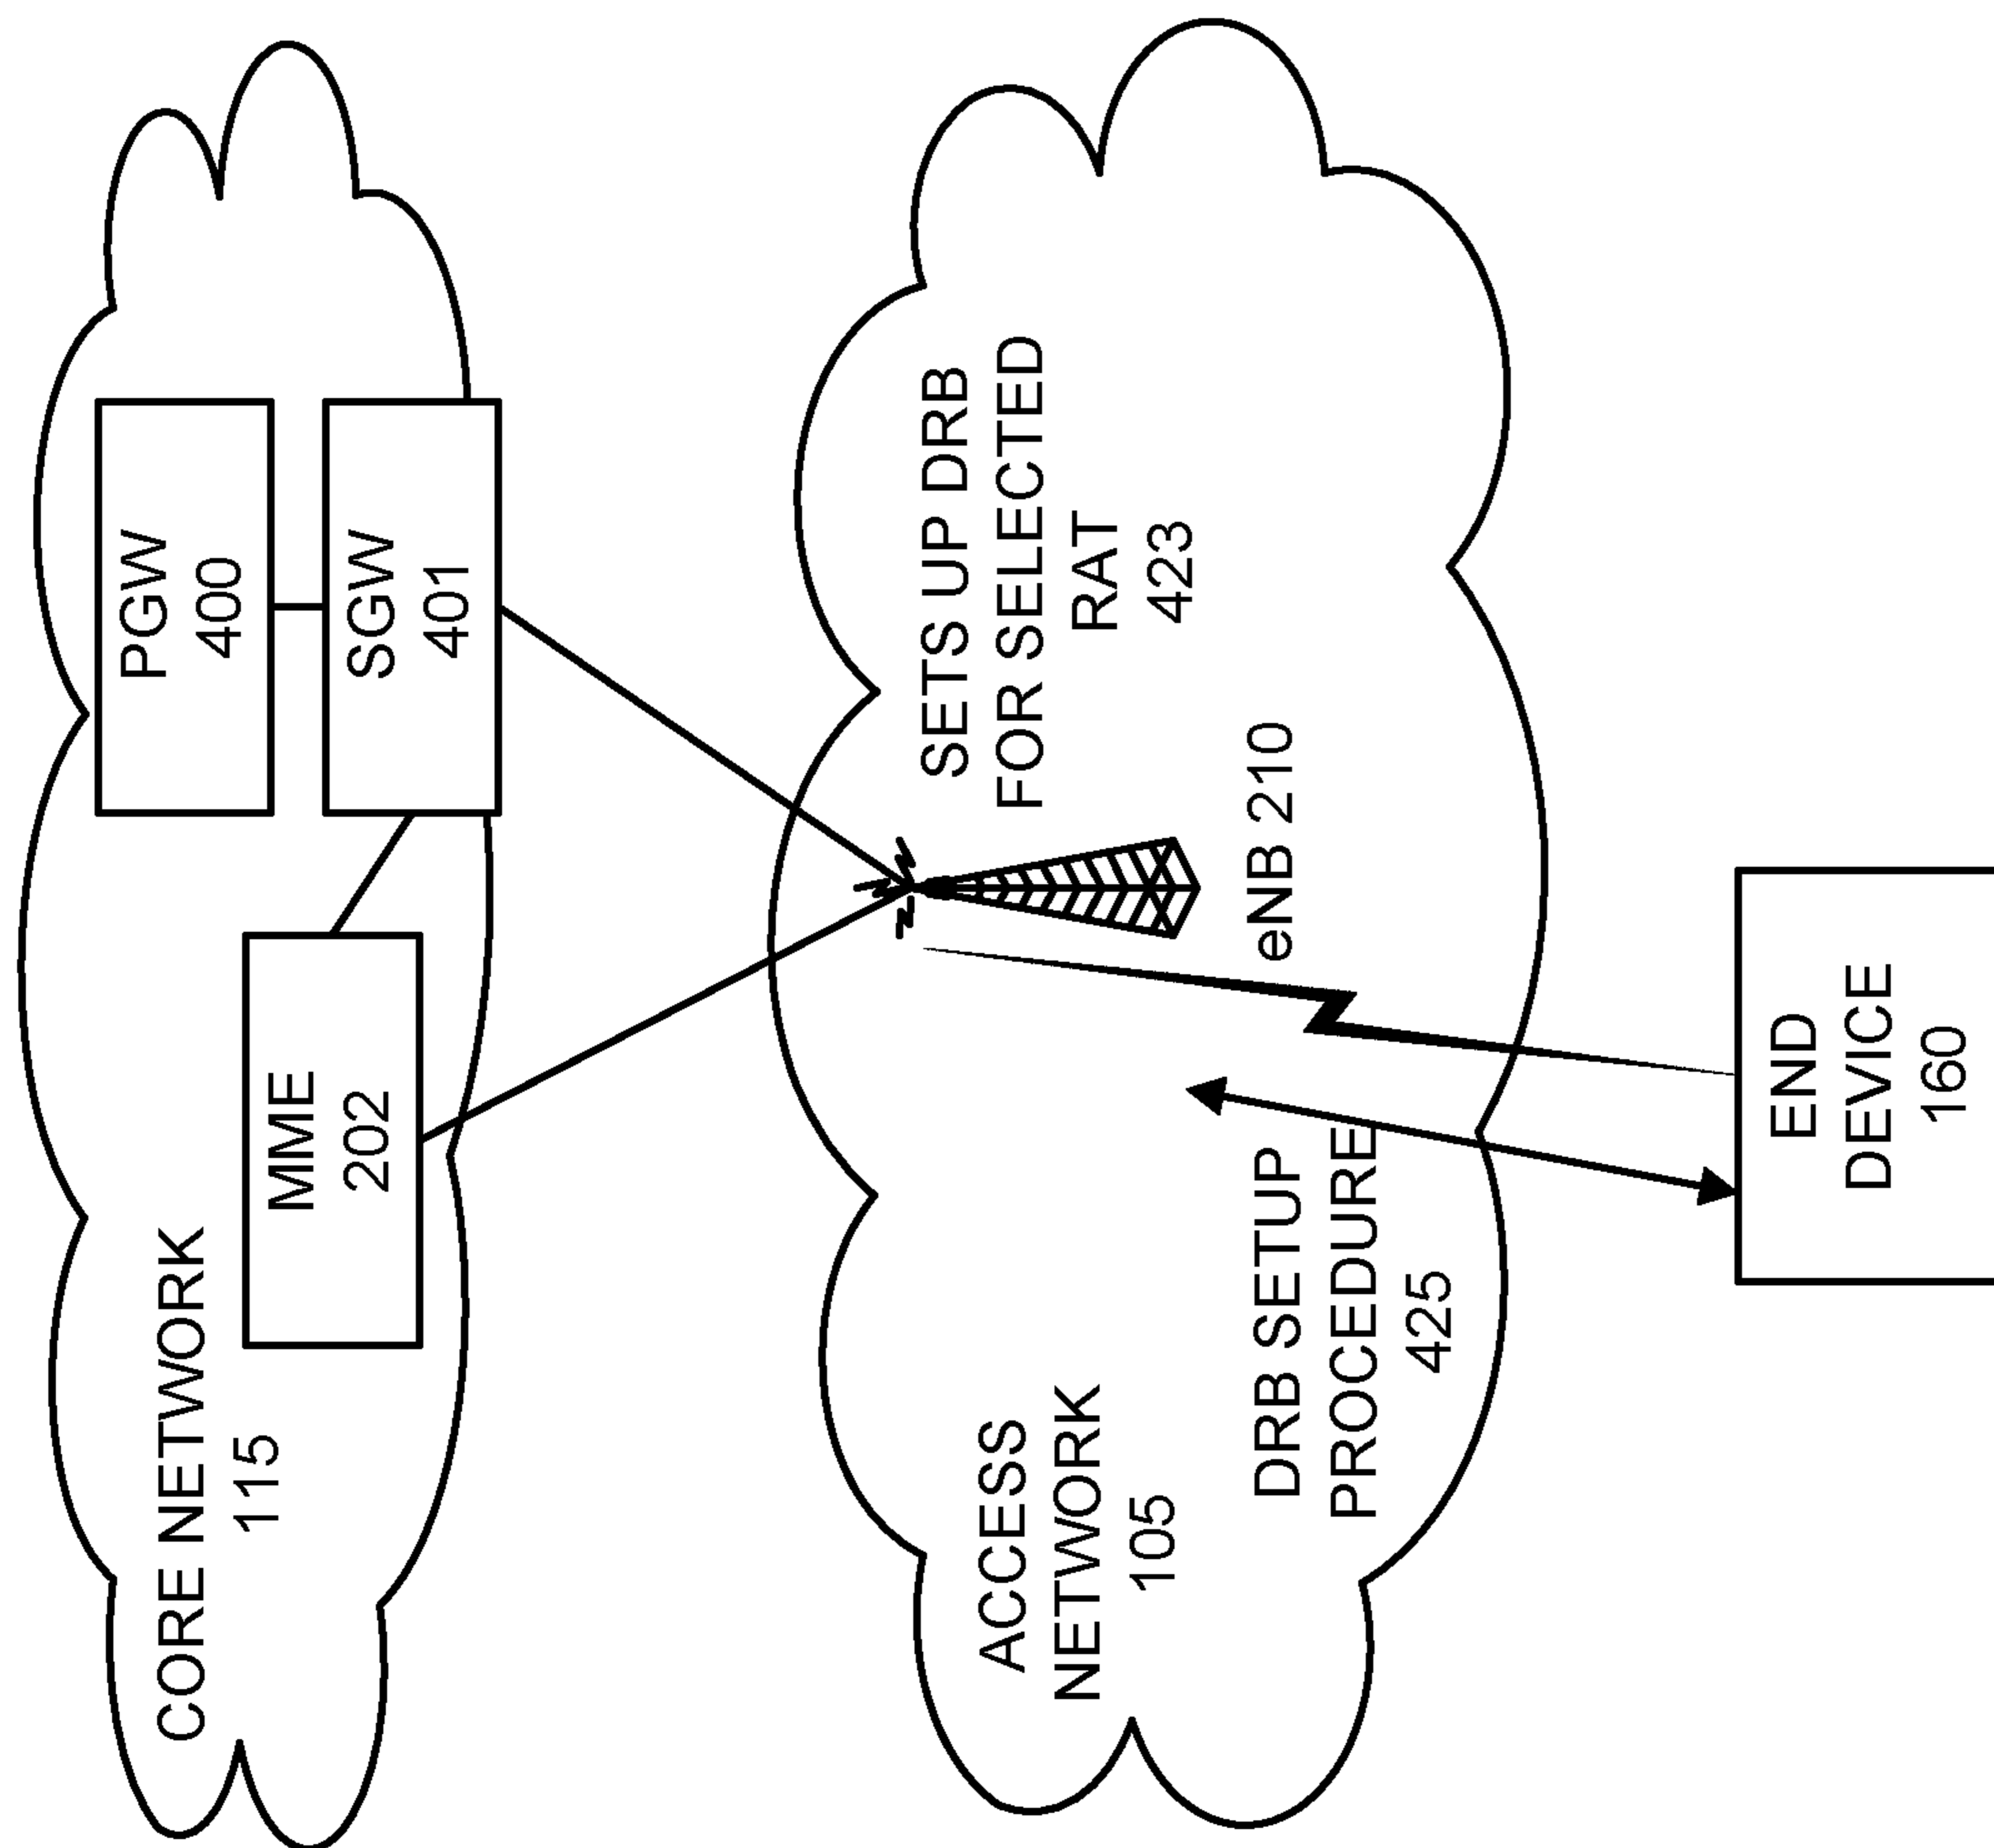 CORE NETWORK
115
MME
202
PGW
400
SGW
401
ACCESS
NETWORK
105
SETS UP DRB
FOR SELECTED
RAT
423
eNB 210
DRB SETUP
PROCEDURE
425
END
DEVICE
160